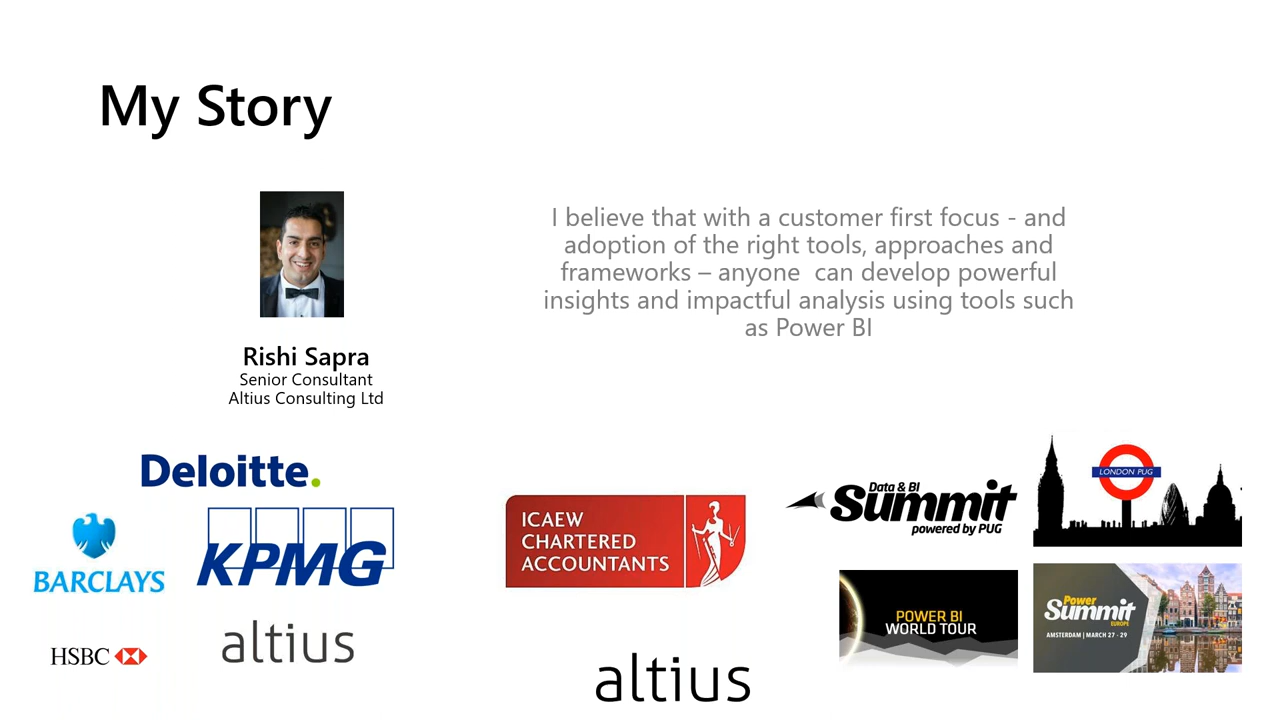 My Story
I believe that with a customer first focus - and
adoption of the right tools, approaches and
frameworks – anyone  can develop powerful
insights and impactful analysis using tools such
as Power BI
Rishi Sapra
Senior Consultant
Altius Consulting Ltd
Deloitte.
BARCLAYS
KPMG
HSBC
altius
ICAEW
CHARTERED
ACCOUNTANTS
altius
Data & BI
Summit
powered by PUG
LONDON PUG
POWER BI
WORLD TOUR
Power
Summit
EUROPE
AMSTERDAM | MARCH 27 - 29